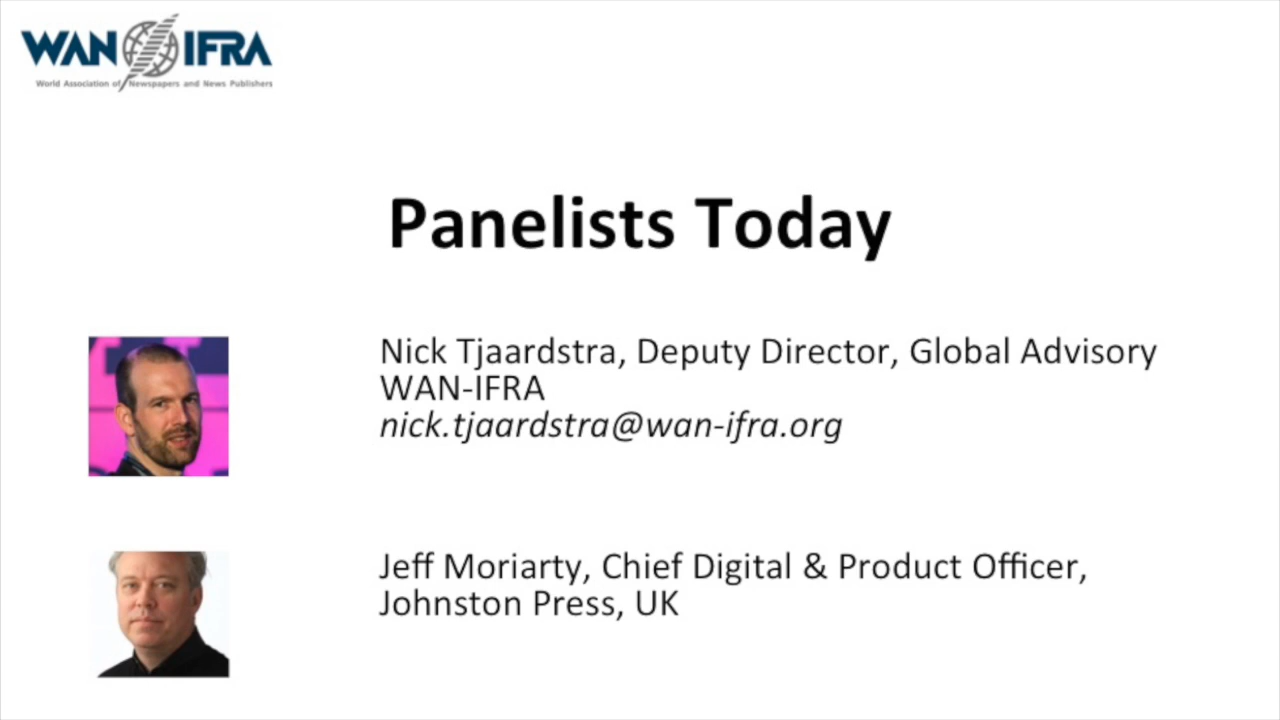 WAN IFRA
World Association of Newspapers and News Publishers
Panelists Today
Nick Tjaardstra, Deputy Director, Global Advisory
WAN-IFRA
nick.tjaardstra@wan-ifra.org
Jeff Moriarty, Chief Digital & Product Officer,
Johnston Press, UK